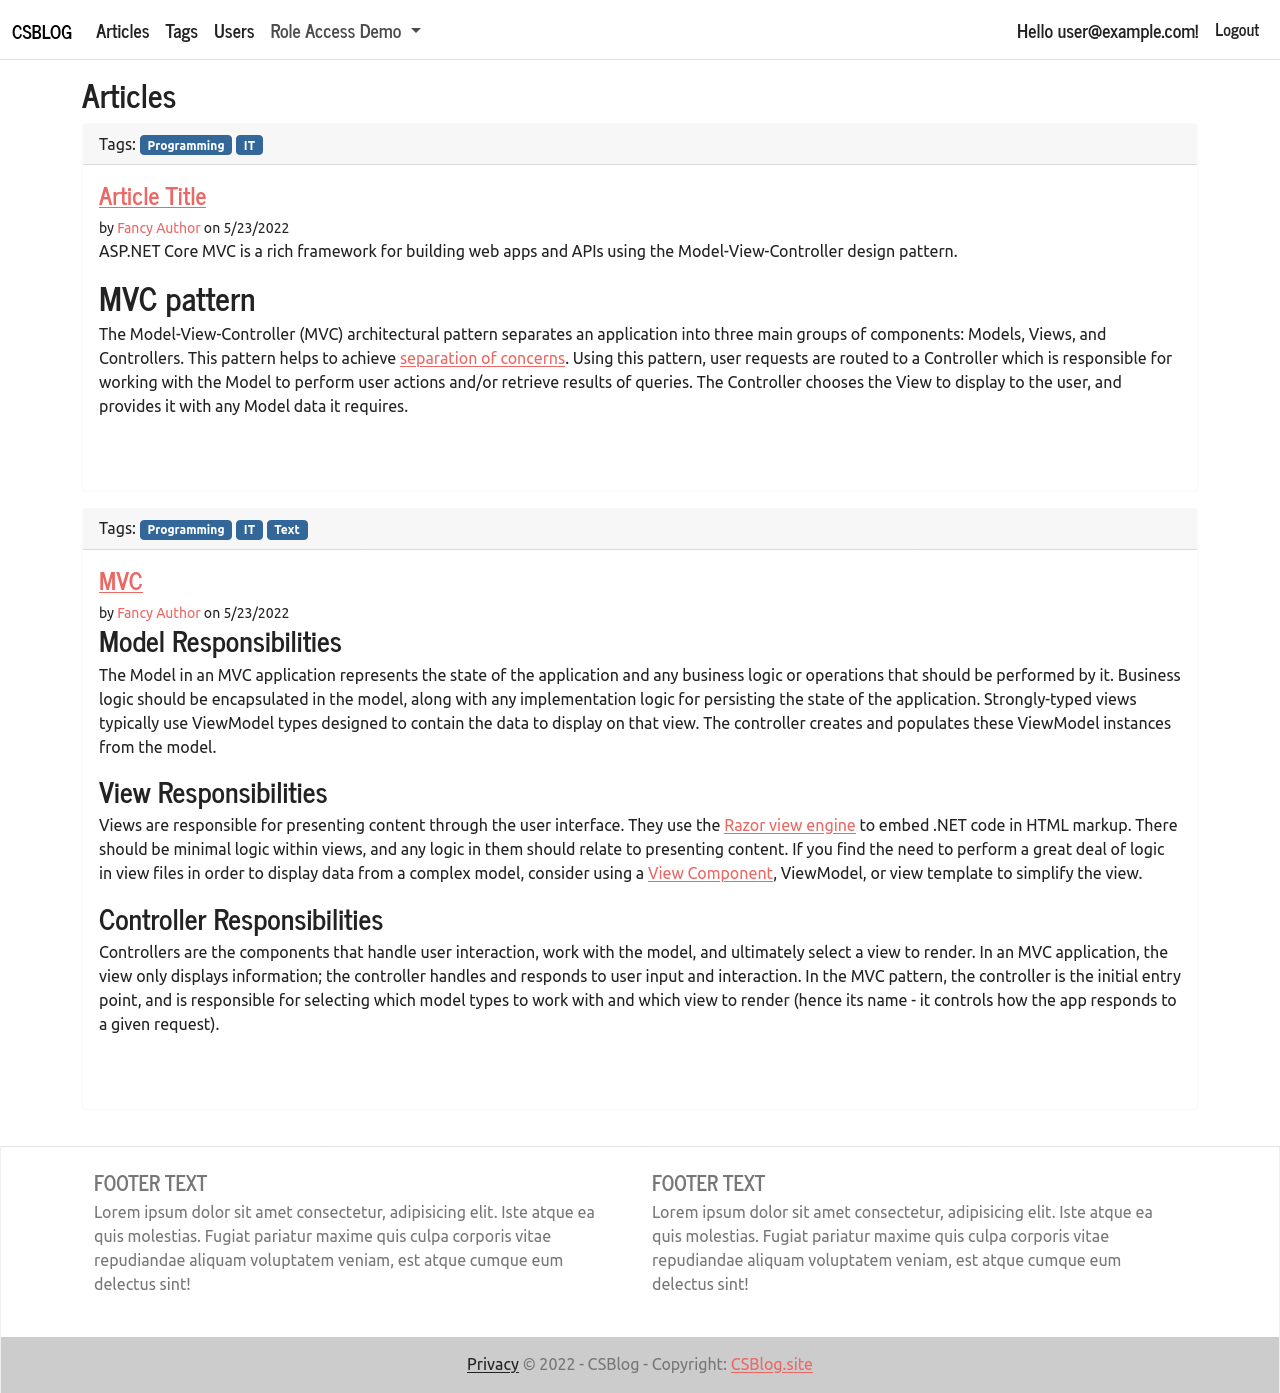 CSBLOG Articles Tags Users Role Access Demo Hello user@example.com! Logout
Articles
Tags: Programming IT
Article Title
by Fancy Author on 5/23/2022
ASP.NET Core MVC is a rich framework for building web apps and APIs using the Model-View-Controller design pattern.
MVC pattern
The Model-View-Controller (MVC) architectural pattern separates an application into three main groups of components: Models, Views, and
Controllers. This pattern helps to achieve separation of concerns. Using this pattern, user requests are routed to a Controller which is responsible for
working with the Model to perform user actions and/or retrieve results of queries. The Controller chooses the View to display to the user, and
provides it with any Model data it requires.
Tags: Programming IT Text
MVC
by Fancy Author on 5/23/2022
Model Responsibilities
The Model in an MVC application represents the state of the application and any business logic or operations that should be performed by it. Business
logic should be encapsulated in the model, along with any implementation logic for persisting the state of the application. Strongly-typed views
typically use ViewModel types designed to contain the data to display on that view. The controller creates and populates these ViewModel instances
from the model.
View Responsibilities
Views are responsible for presenting content through the user interface. They use the Razor view engine to embed .NET code in HTML markup. There
should be minimal logic within views, and any logic in them should relate to presenting content. If you find the need to perform a great deal of logic
in view files in order to display data from a complex model, consider using a View Component, ViewModel, or view template to simplify the view.
Controller Responsibilities
Controllers are the components that handle user interaction, work with the model, and ultimately select a view to render. In an MVC application, the
view only displays information; the controller handles and responds to user input and interaction. In the MVC pattern, the controller is the initial entry
point, and is responsible for selecting which model types to work with and which view to render (hence its name - it controls how the app responds to
a given request).
FOOTER TEXT
Lorem ipsum dolor sit amet consectetur, adipisicing elit. Iste atque ea
quis molestias. Fugiat pariatur maxime quis culpa corporis vitae
repudiandae aliquam voluptatem veniam, est atque cumque eum
delectus sint!
FOOTER TEXT
Lorem ipsum dolor sit amet consectetur, adipisicing elit. Iste atque ea
quis molestias. Fugiat pariatur maxime quis culpa corporis vitae
repudiandae aliquam voluptatem veniam, est atque cumque eum
delectus sint!
Privacy © 2022 - CSBlog - Copyright: CSBlog.site